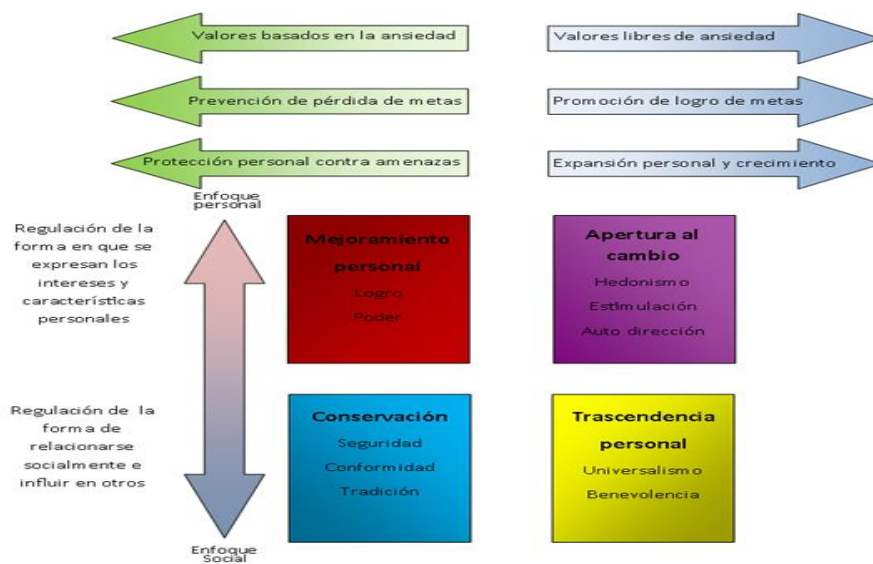 Valores basados en la ansiedad
Valores libres de ansiedad
Prevención de pérdida de metas
Promoción de logro de metas
Protección personal contra amenazas
Expansión personal y crecimiento
Enfoque
personal
Regulación de la
forma en que se
expresan los
intereses y
características
personales
Mejoramiento
personal
Logro
Poder
Apertura al
cambio
Hedonismo
Estimulación
Auto dirección
Regulación de la
forma de
relacionarse
socialmente e
influir en otros
Conservación
Seguridad
Conformidad
Tradición
Trascendencia
personal
Universalismo
Benevolencia
Enfoque
Social